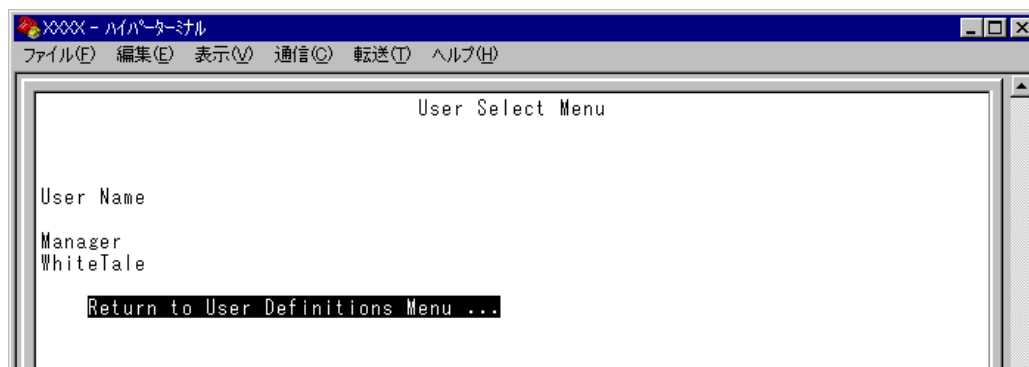 XXXX - ハイパーターミナル
ファイル(F) 編集(E) 表示(V) 通信(C) 転送(T) ヘルプ(H)
User Select Menu
User Name
Manager
WhiteTale
Return to User Definitions Menu ...